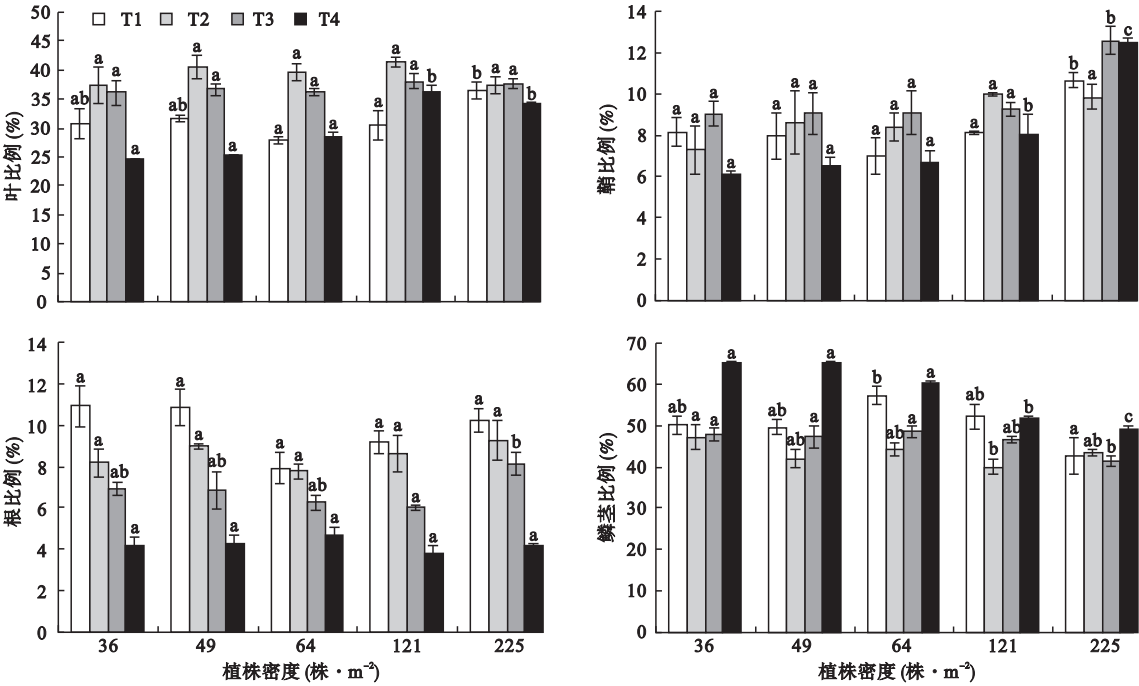 T1 T2 T3 T4
50
45
40
35
30
25
20
15
10
5
0
叶比例 (%)
ab a a a
ab a a a
a a a a
a a a b
b a a b
14
12
10
8
6
4
2
0
鞘比例 (%)
a a a a
a a a a
a a a a
a a a a
b a b c
14
12
10
8
6
4
2
0
根比例 (%)
a a ab a
a a ab a
a a ab a
a a a a
a a b a
36 49 64 121 225
植株密度 (株·m⁻²)
70
60
50
40
30
20
10
0
鳞茎比例 (%)
ab a a a
ab ab a a
b ab a a
ab b ab b
a ab b c
36 49 64 121 225
植株密度 (株·m⁻²)